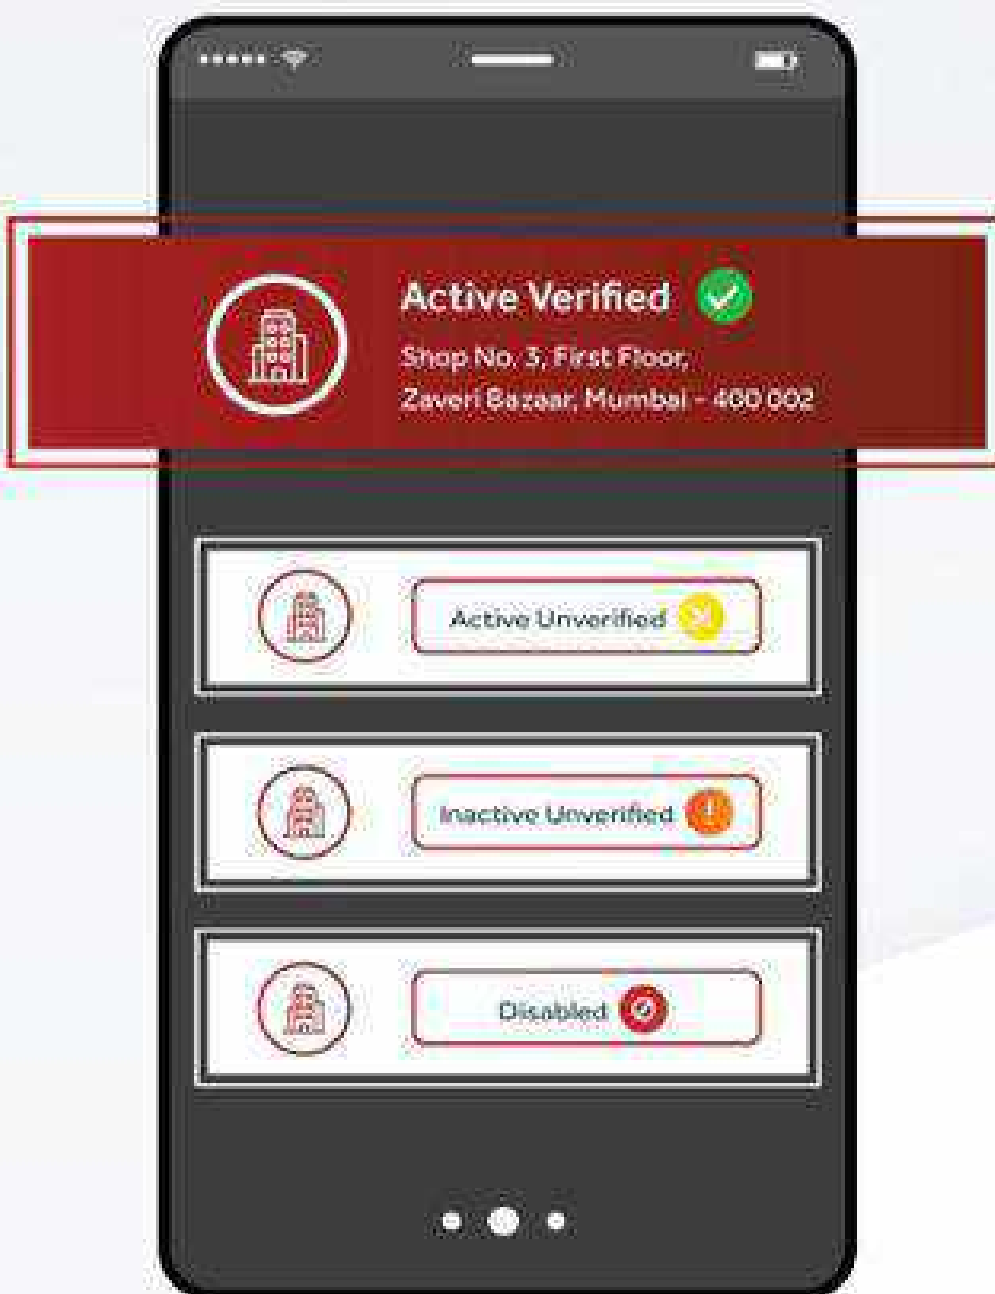 Active Verified
Shop No. 3, First Floor,
Zaveri Bazaar, Mumbai - 400 002
Active Unverified
Inactive Unverified
Disabled